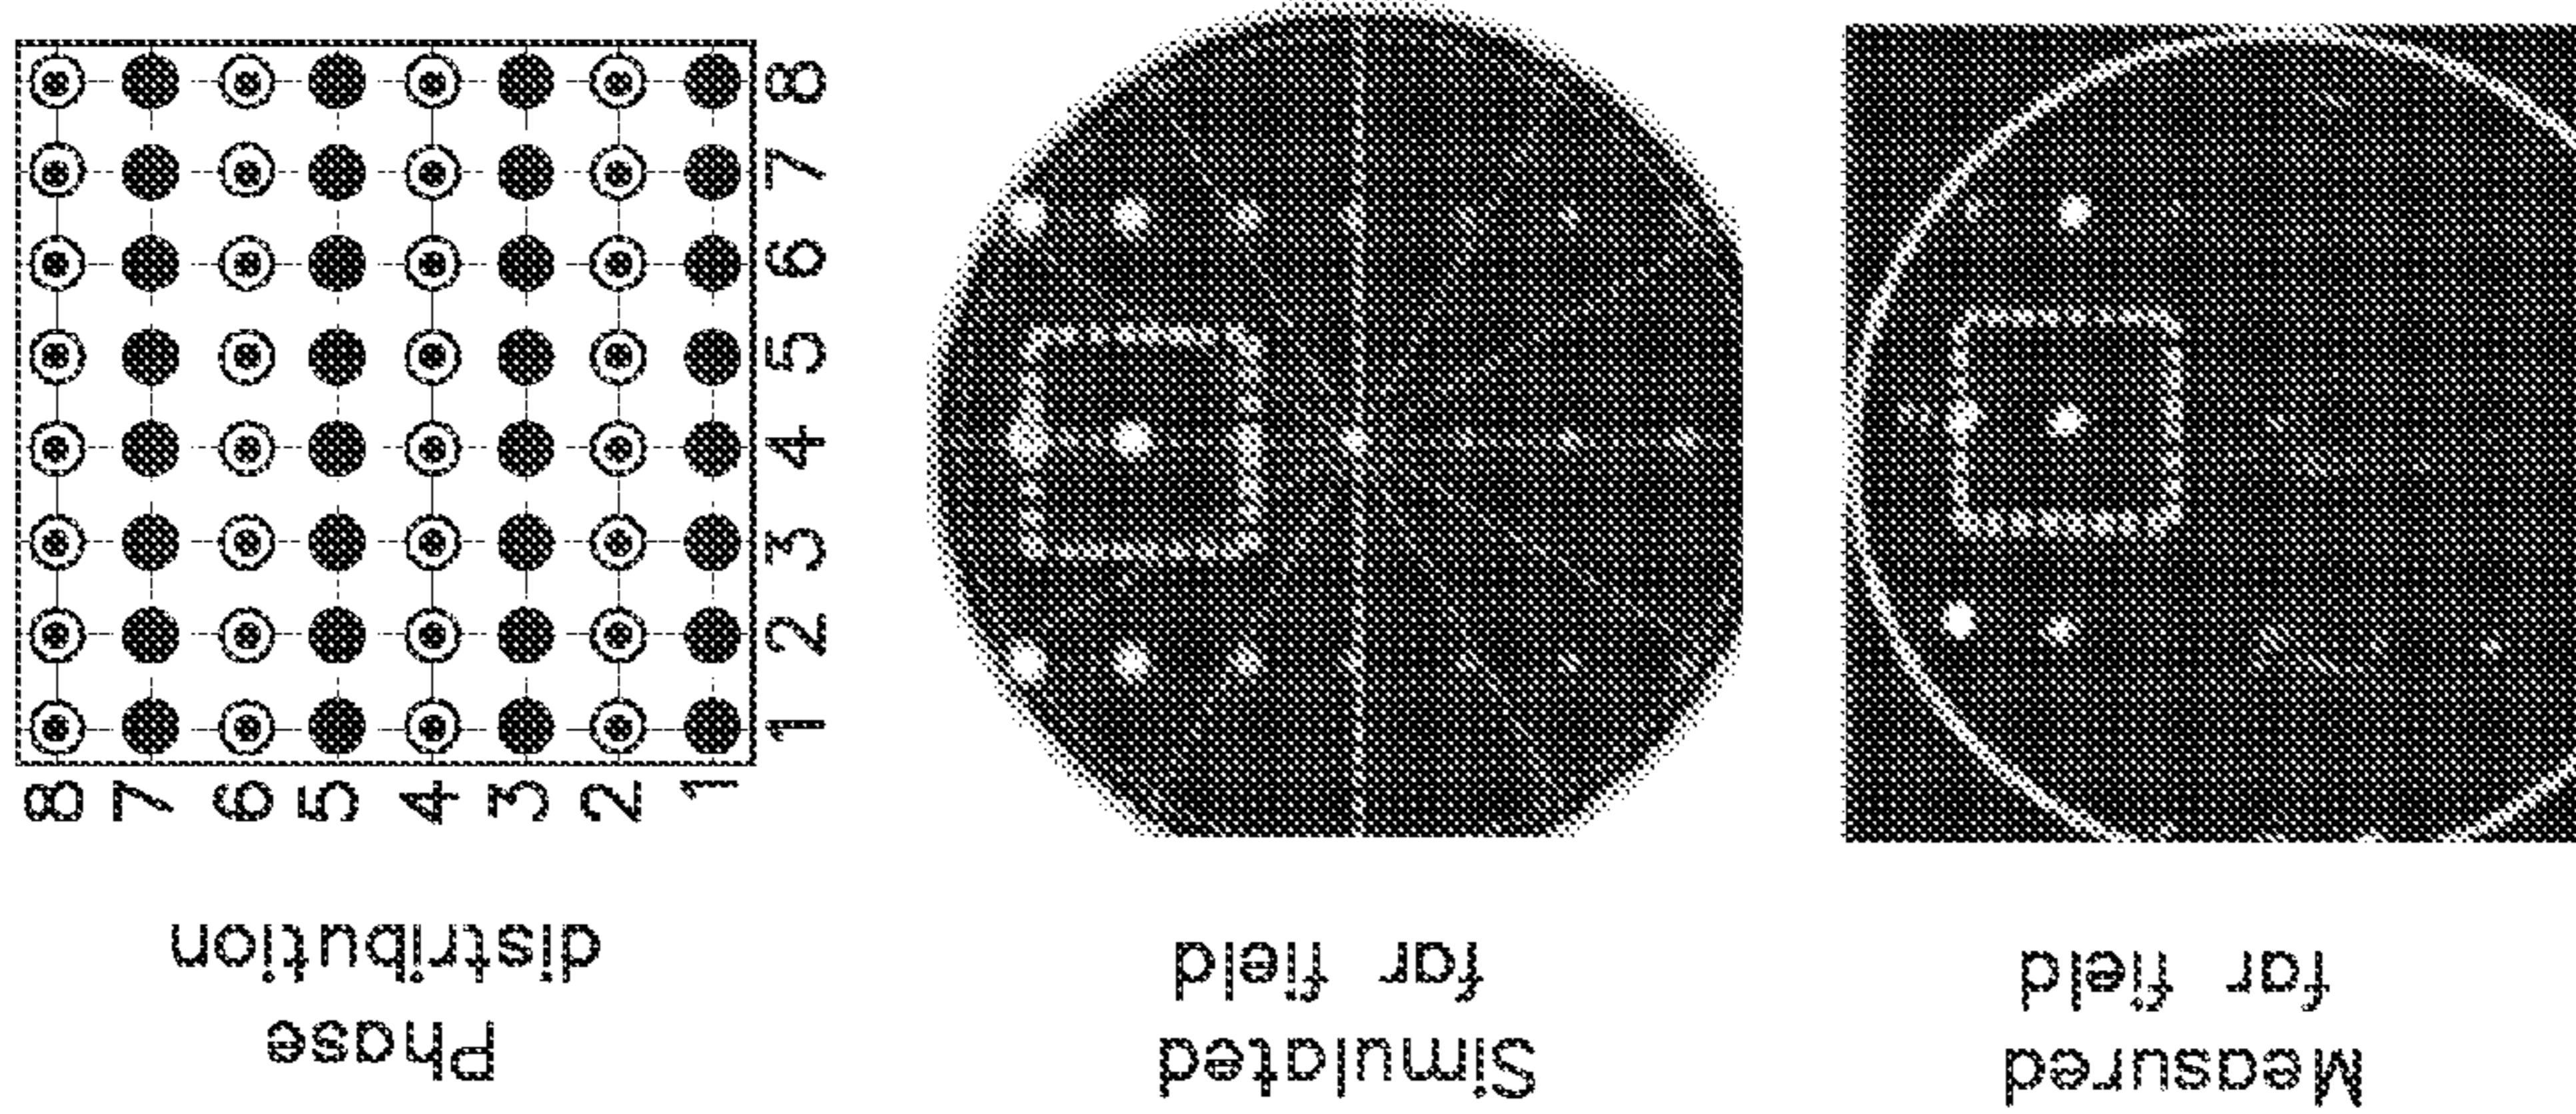 8 7 6 5 4 3 2 1
1 2 3 4 5 6 7 8
Phase
distribution
Simulated
far field
Measured
far field